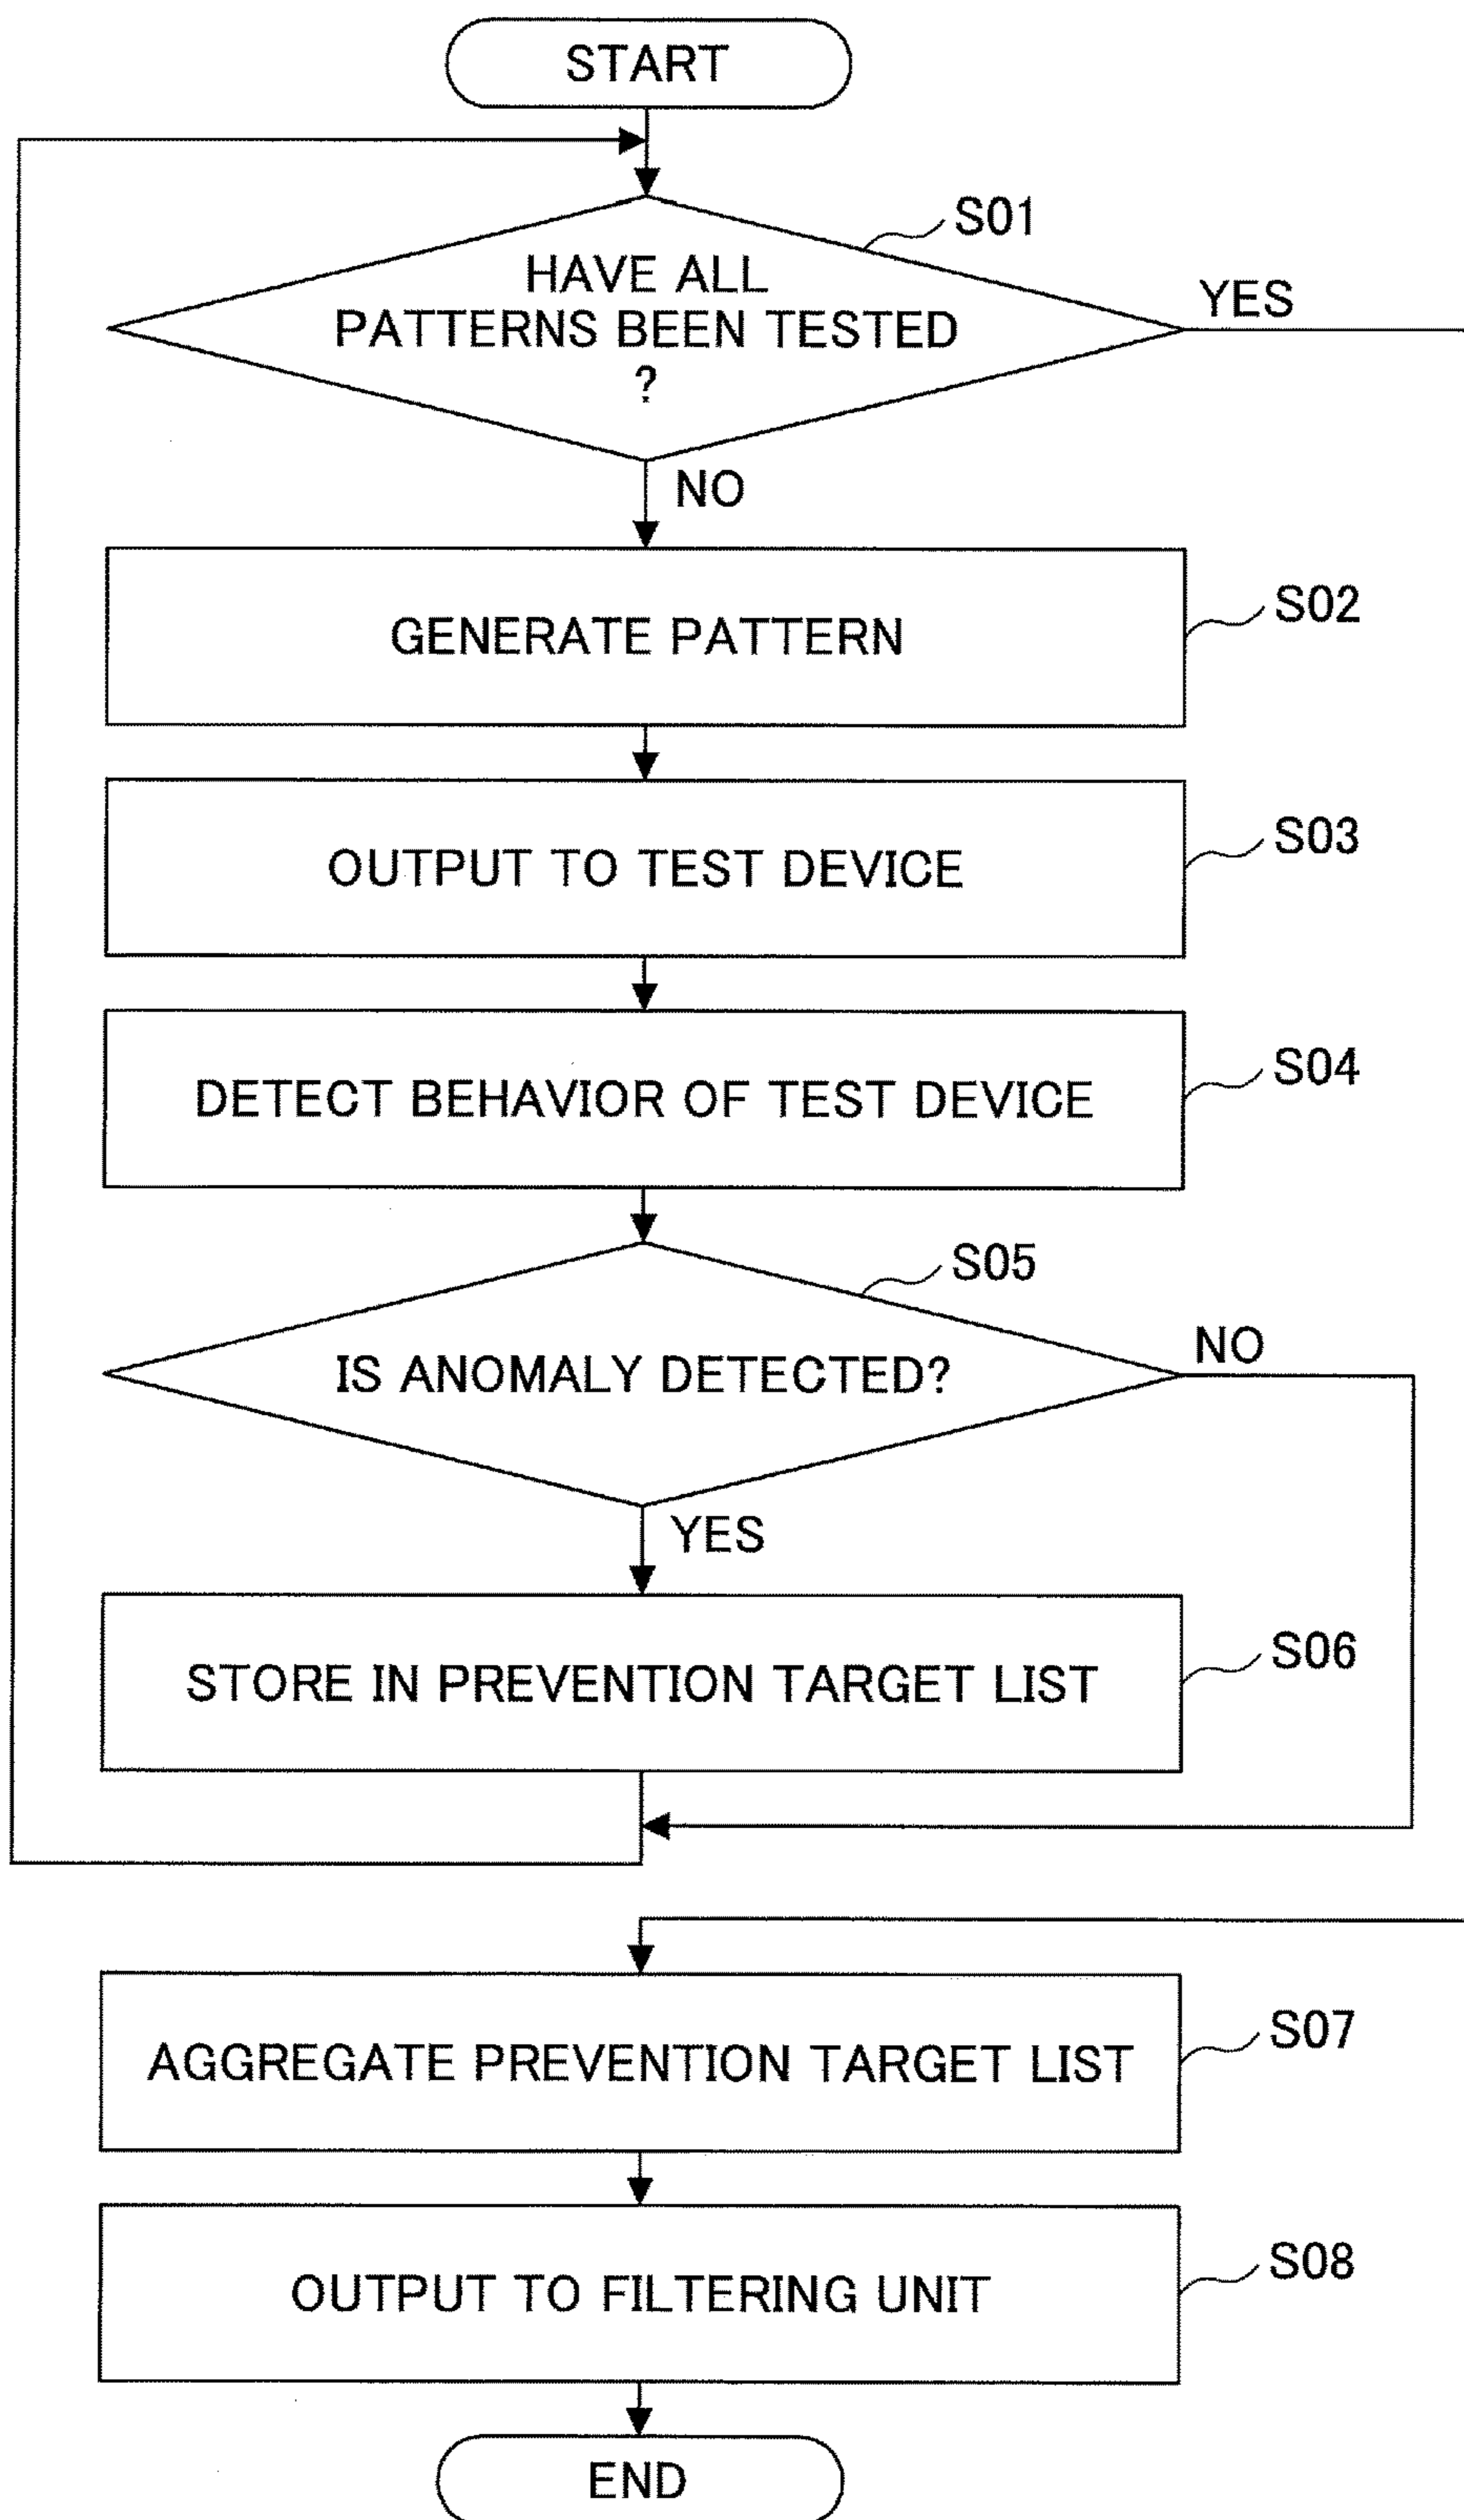 START
S01
HAVE ALL
PATTERNS BEEN TESTED
?
YES
NO
GENERATE PATTERN
S02
OUTPUT TO TEST DEVICE
S03
DETECT BEHAVIOR OF TEST DEVICE
S04
S05
IS ANOMALY DETECTED?
NO
YES
STORE IN PREVENTION TARGET LIST
S06
AGGREGATE PREVENTION TARGET LIST
S07
OUTPUT TO FILTERING UNIT
S08
END